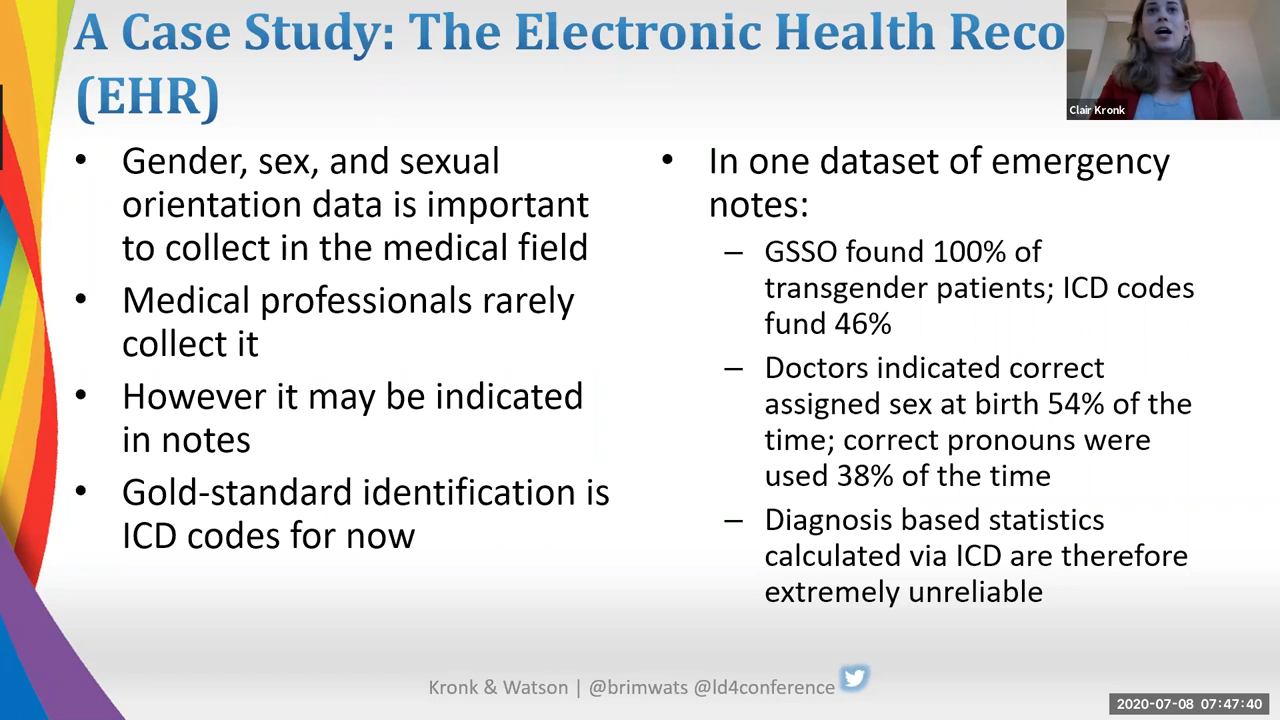 A Case Study: The Electronic Health Reco
(EHR)
• Gender, sex, and sexual
orientation data is important
to collect in the medical field
• Medical professionals rarely
collect it
• However it may be indicated
in notes
• Gold-standard identification is
ICD codes for now
• In one dataset of emergency
notes:
– GSSO found 100% of
transgender patients; ICD codes
fund 46%
– Doctors indicated correct
assigned sex at birth 54% of the
time; correct pronouns were
used 38% of the time
– Diagnosis based statistics
calculated via ICD are therefore
extremely unreliable
Clair Kronk
Kronk & Watson | @brimwats @ld4conference
2020-07-08 07:47:40